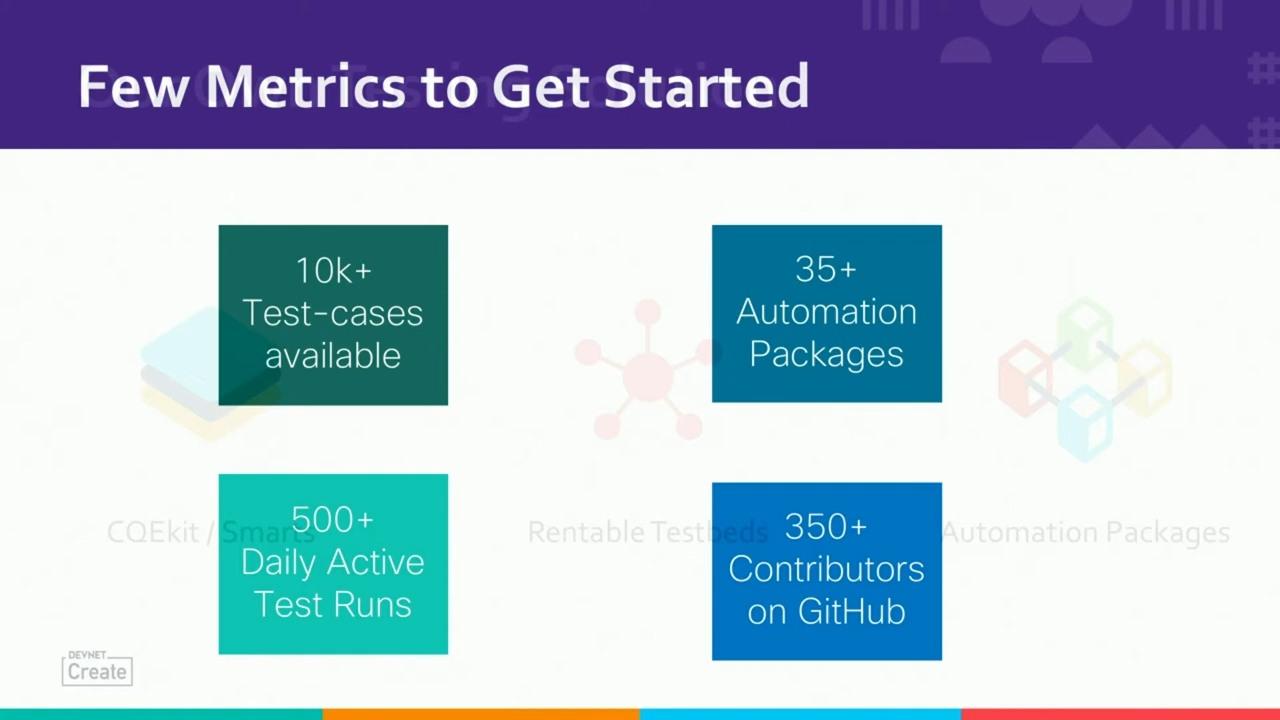 Few Metrics to Get Started
10k+
Test-cases
available
35+
Automation
Packages
500+
Daily Active
Test Runs
350+
Contributors
on GitHub
CQEkit / Smarts
Rentable Testbeds
Automation Packages
DEVNET
Create